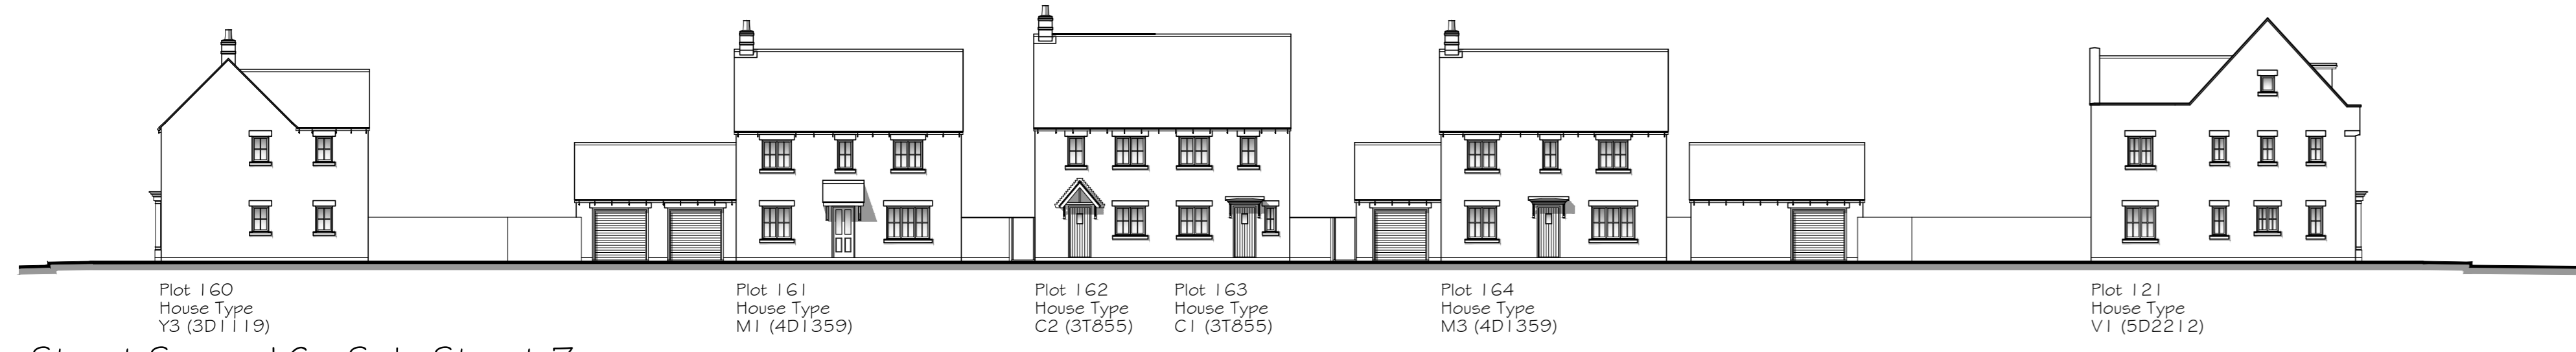 Plot 160
House Type
Y3 (3D1119)
Plot 161
House Type
M1 (4D1359)
Plot 162
House Type
C2 (3T855)
Plot 163
House Type
C1 (3T855)
Plot 164
House Type
M3 (4D1359)
Plot 121
House Type
V1 (5D2212)